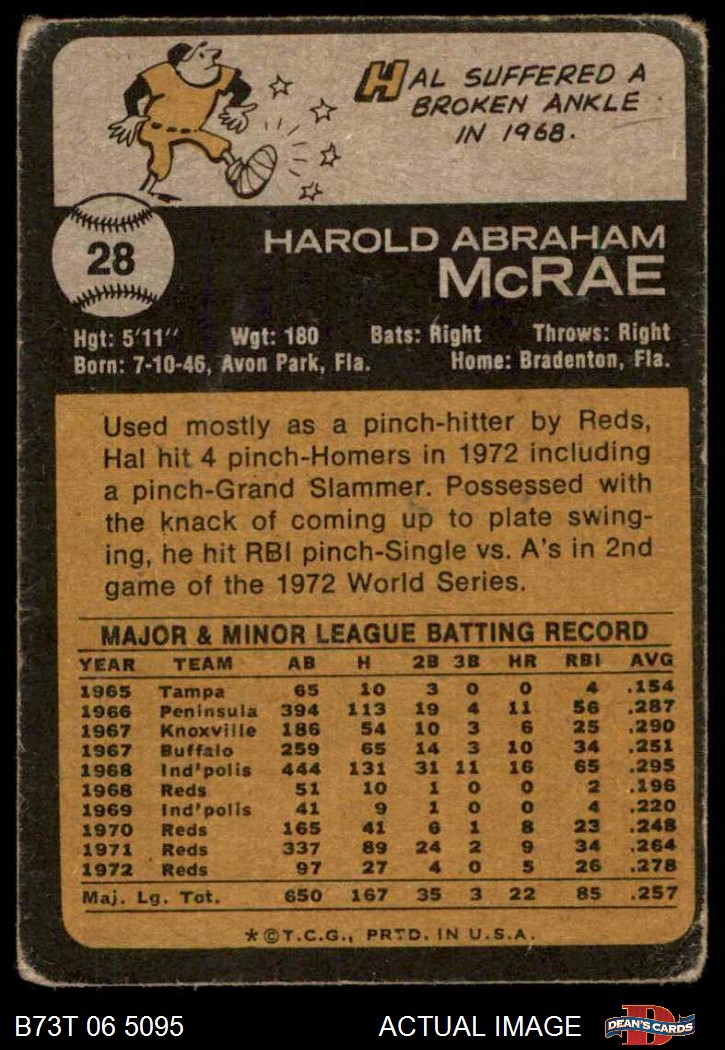 HAL SUFFERED A
BROKEN ANKLE
IN 1968.
28
HAROLD ABRAHAM
McRAE
Hgt: 5'11" Wgt: 180 Bats: Right Throws: Right
Born: 7-10-46, Avon Park, Fla. Home: Bradenton, Fla.
Used mostly as a pinch-hitter by Reds,
Hal hit 4 pinch-Homers in 1972 including
a pinch-Grand Slammer. Possessed with
the knack of coming up to plate swing-
ing, he hit RBI pinch-Single vs. A's in 2nd
game of the 1972 World Series.
MAJOR & MINOR LEAGUE BATTING RECORD
YEAR TEAM AB H 2B 3B HR RBI AVG
1965 Tampa 65 10 3 0 0 4 .154
1966 Peninsula 394 113 19 4 11 56 .287
1967 Knoxville 186 54 10 3 6 25 .290
1967 Buffalo 259 65 14 3 10 34 .251
1968 Ind'polis 444 131 31 11 16 65 .295
1968 Reds 51 10 1 0 0 2 .196
1969 Ind'polis 41 9 1 0 0 4 .220
1970 Reds 165 41 6 1 8 23 .248
1971 Reds 337 89 24 2 9 34 .264
1972 Reds 97 27 4 0 5 26 .278
Maj. Lg. Tot. 650 167 35 3 22 85 .257
*©T.C.G., PRTD. IN U.S.A.
B73T 06 5095 ACTUAL IMAGE DEAN'S CARDS